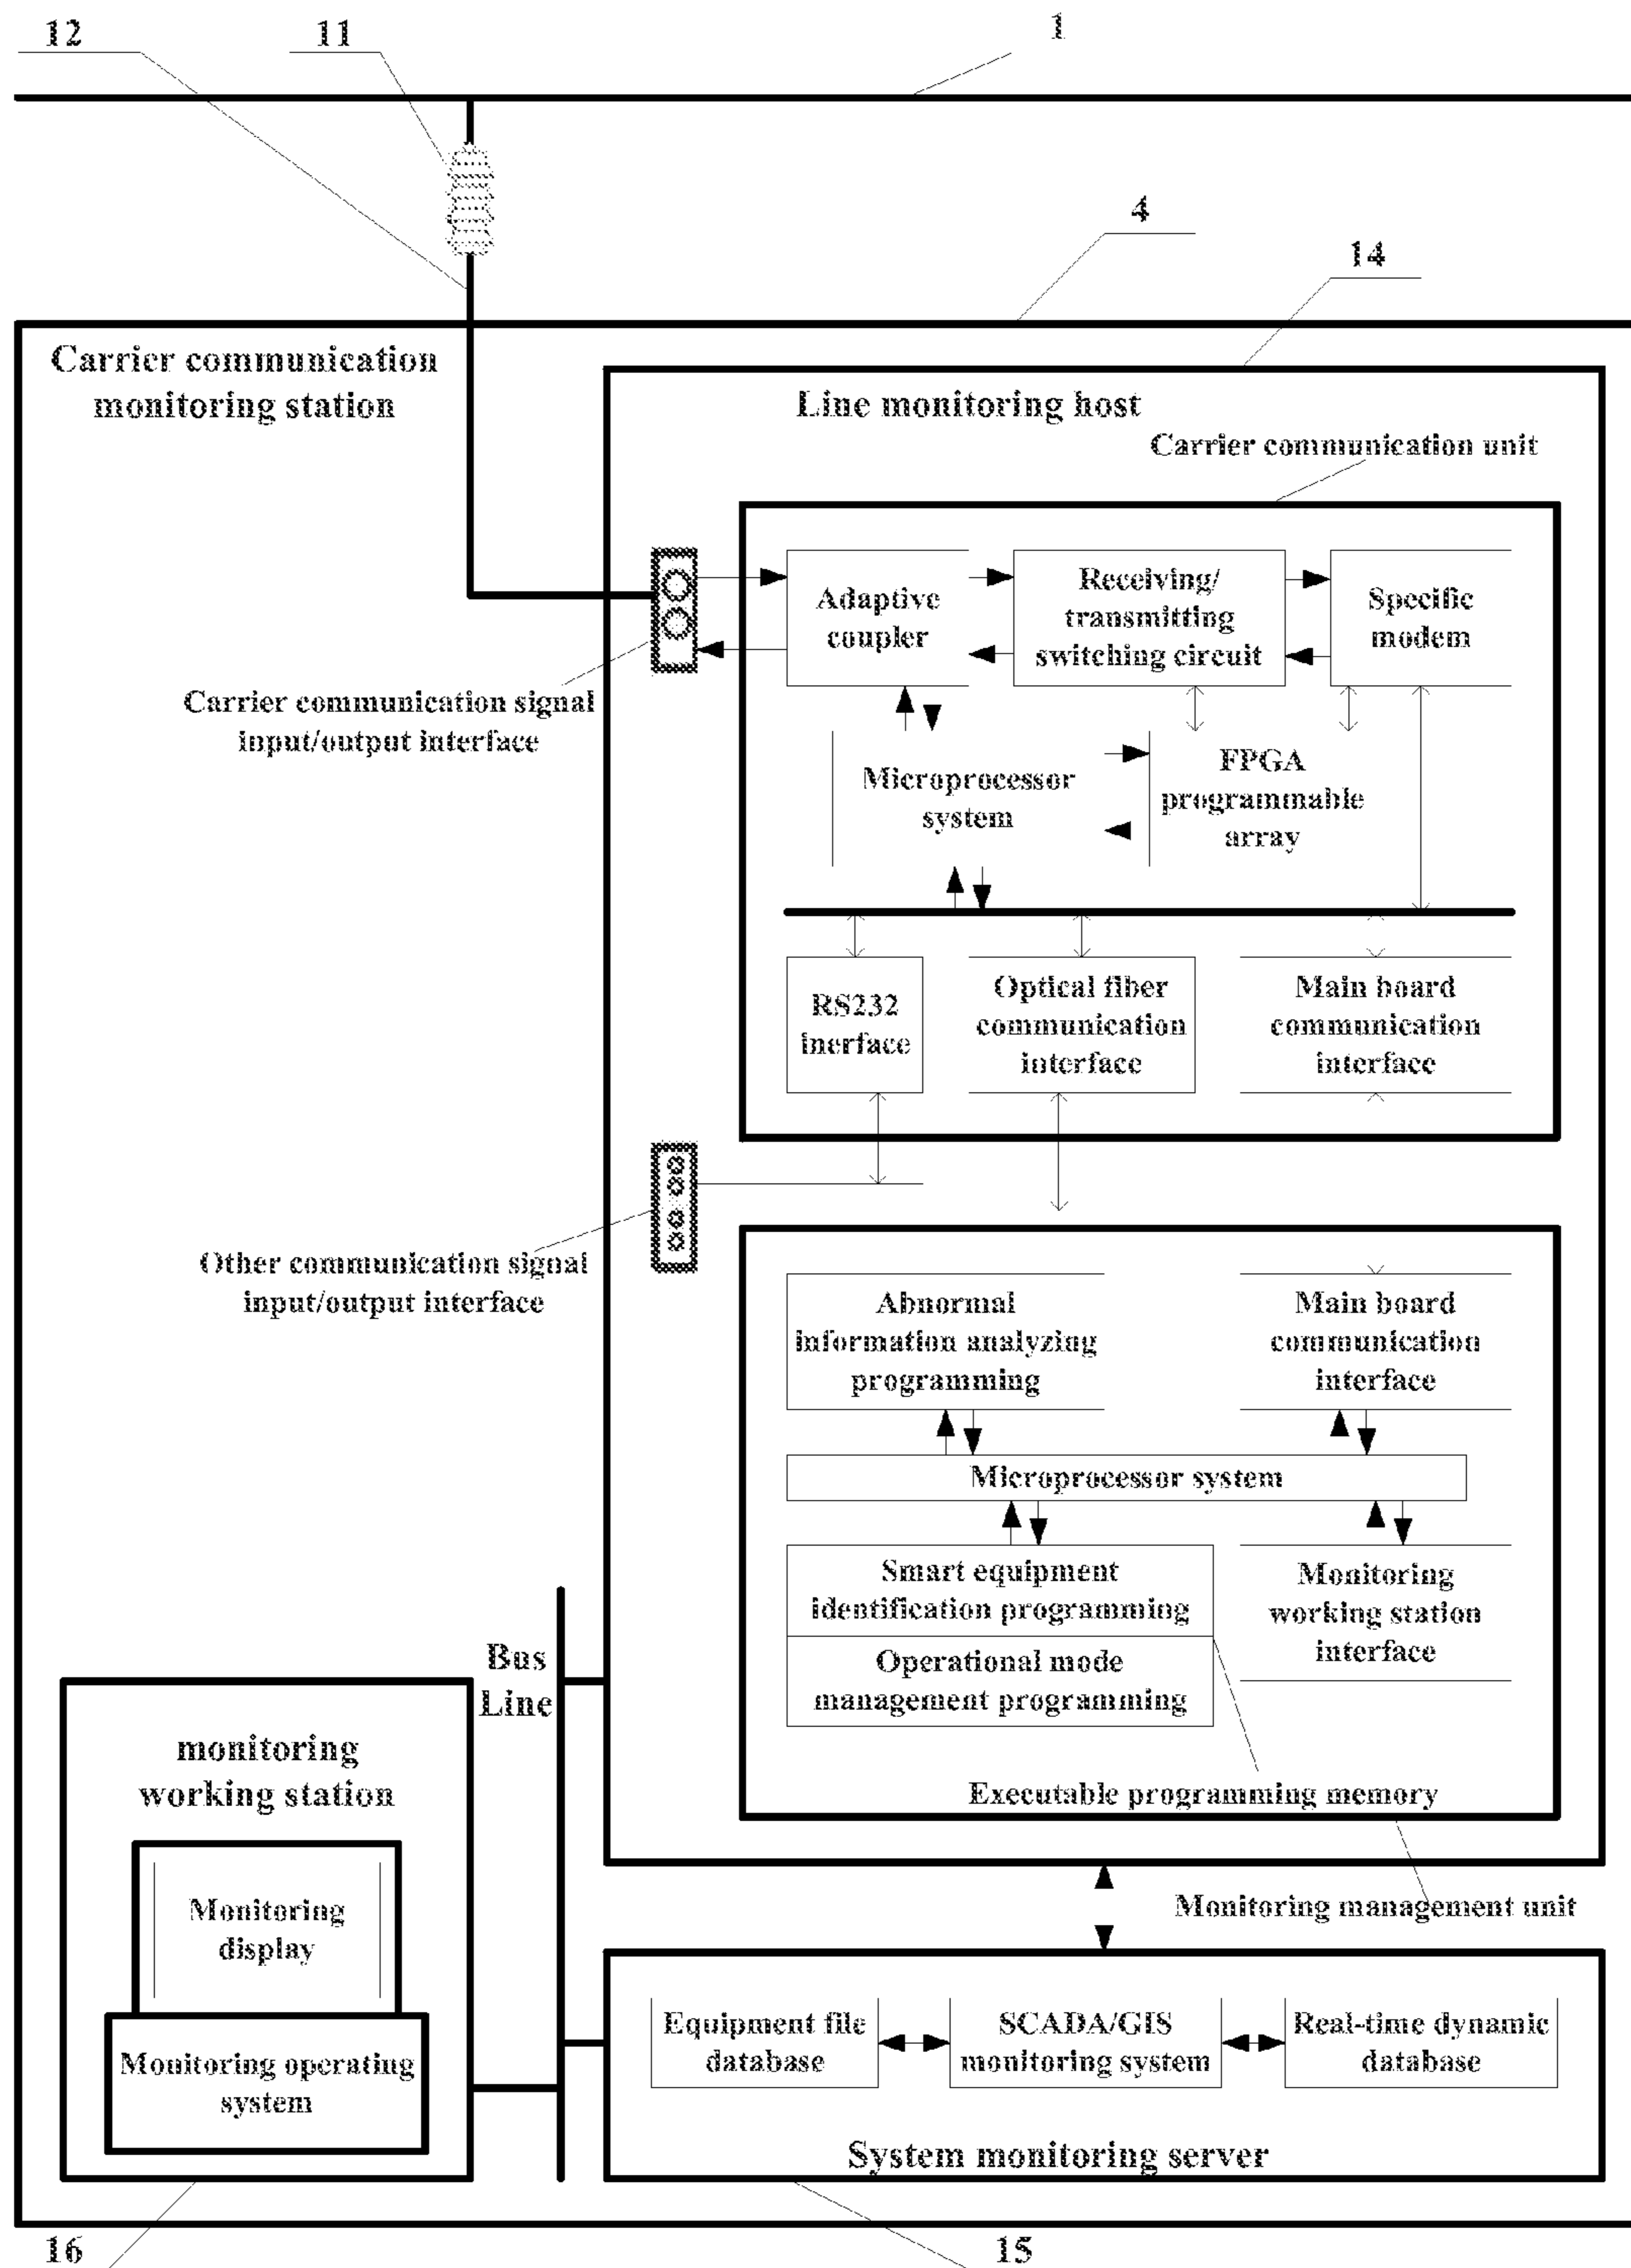 12
11
1
4
14
Carrier communication
monitoring station
Line monitoring host
Carrier communication unit
Adaptive
coupler
Receiving/
transmitting
switching circuit
Specific
modem
Carrier communication signal
input/output interface
Microprocessor
system
FPGA
programmable
array
RS232
inerface
Optical fiber
communication
interface
Main board
communication
interface
Other communication signal
input/output interface
Abnormal
information analyzing
programming
Main board
communication
interface
Microprocessor system
Smart equipment
identification programming
Operational mode
management programming
Monitoring
working station
interface
Executable programming memory
Bus
Line
monitoring
working station
Monitoring
display
Monitoring operating
system
Monitoring management unit
Equipment file
database
SCADA/GIS
monitoring system
Real-time dynamic
database
System monitoring server
16
15